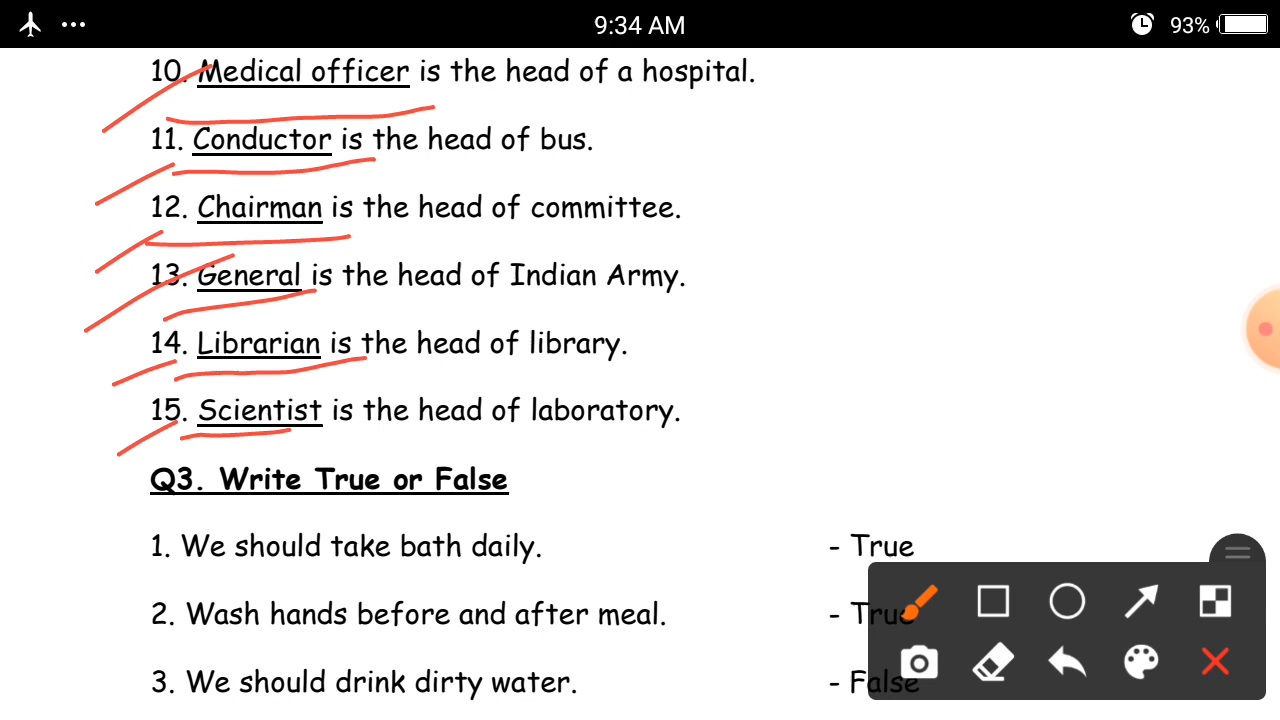 9:34 AM
93%
10. Medical officer is the head of a hospital.
11. Conductor is the head of bus.
12. Chairman is the head of committee.
13. General is the head of Indian Army.
14. Librarian is the head of library.
15. Scientist is the head of laboratory.
Q3. Write True or False
1. We should take bath daily. - True
2. Wash hands before and after meal. - True
3. We should drink dirty water. - False